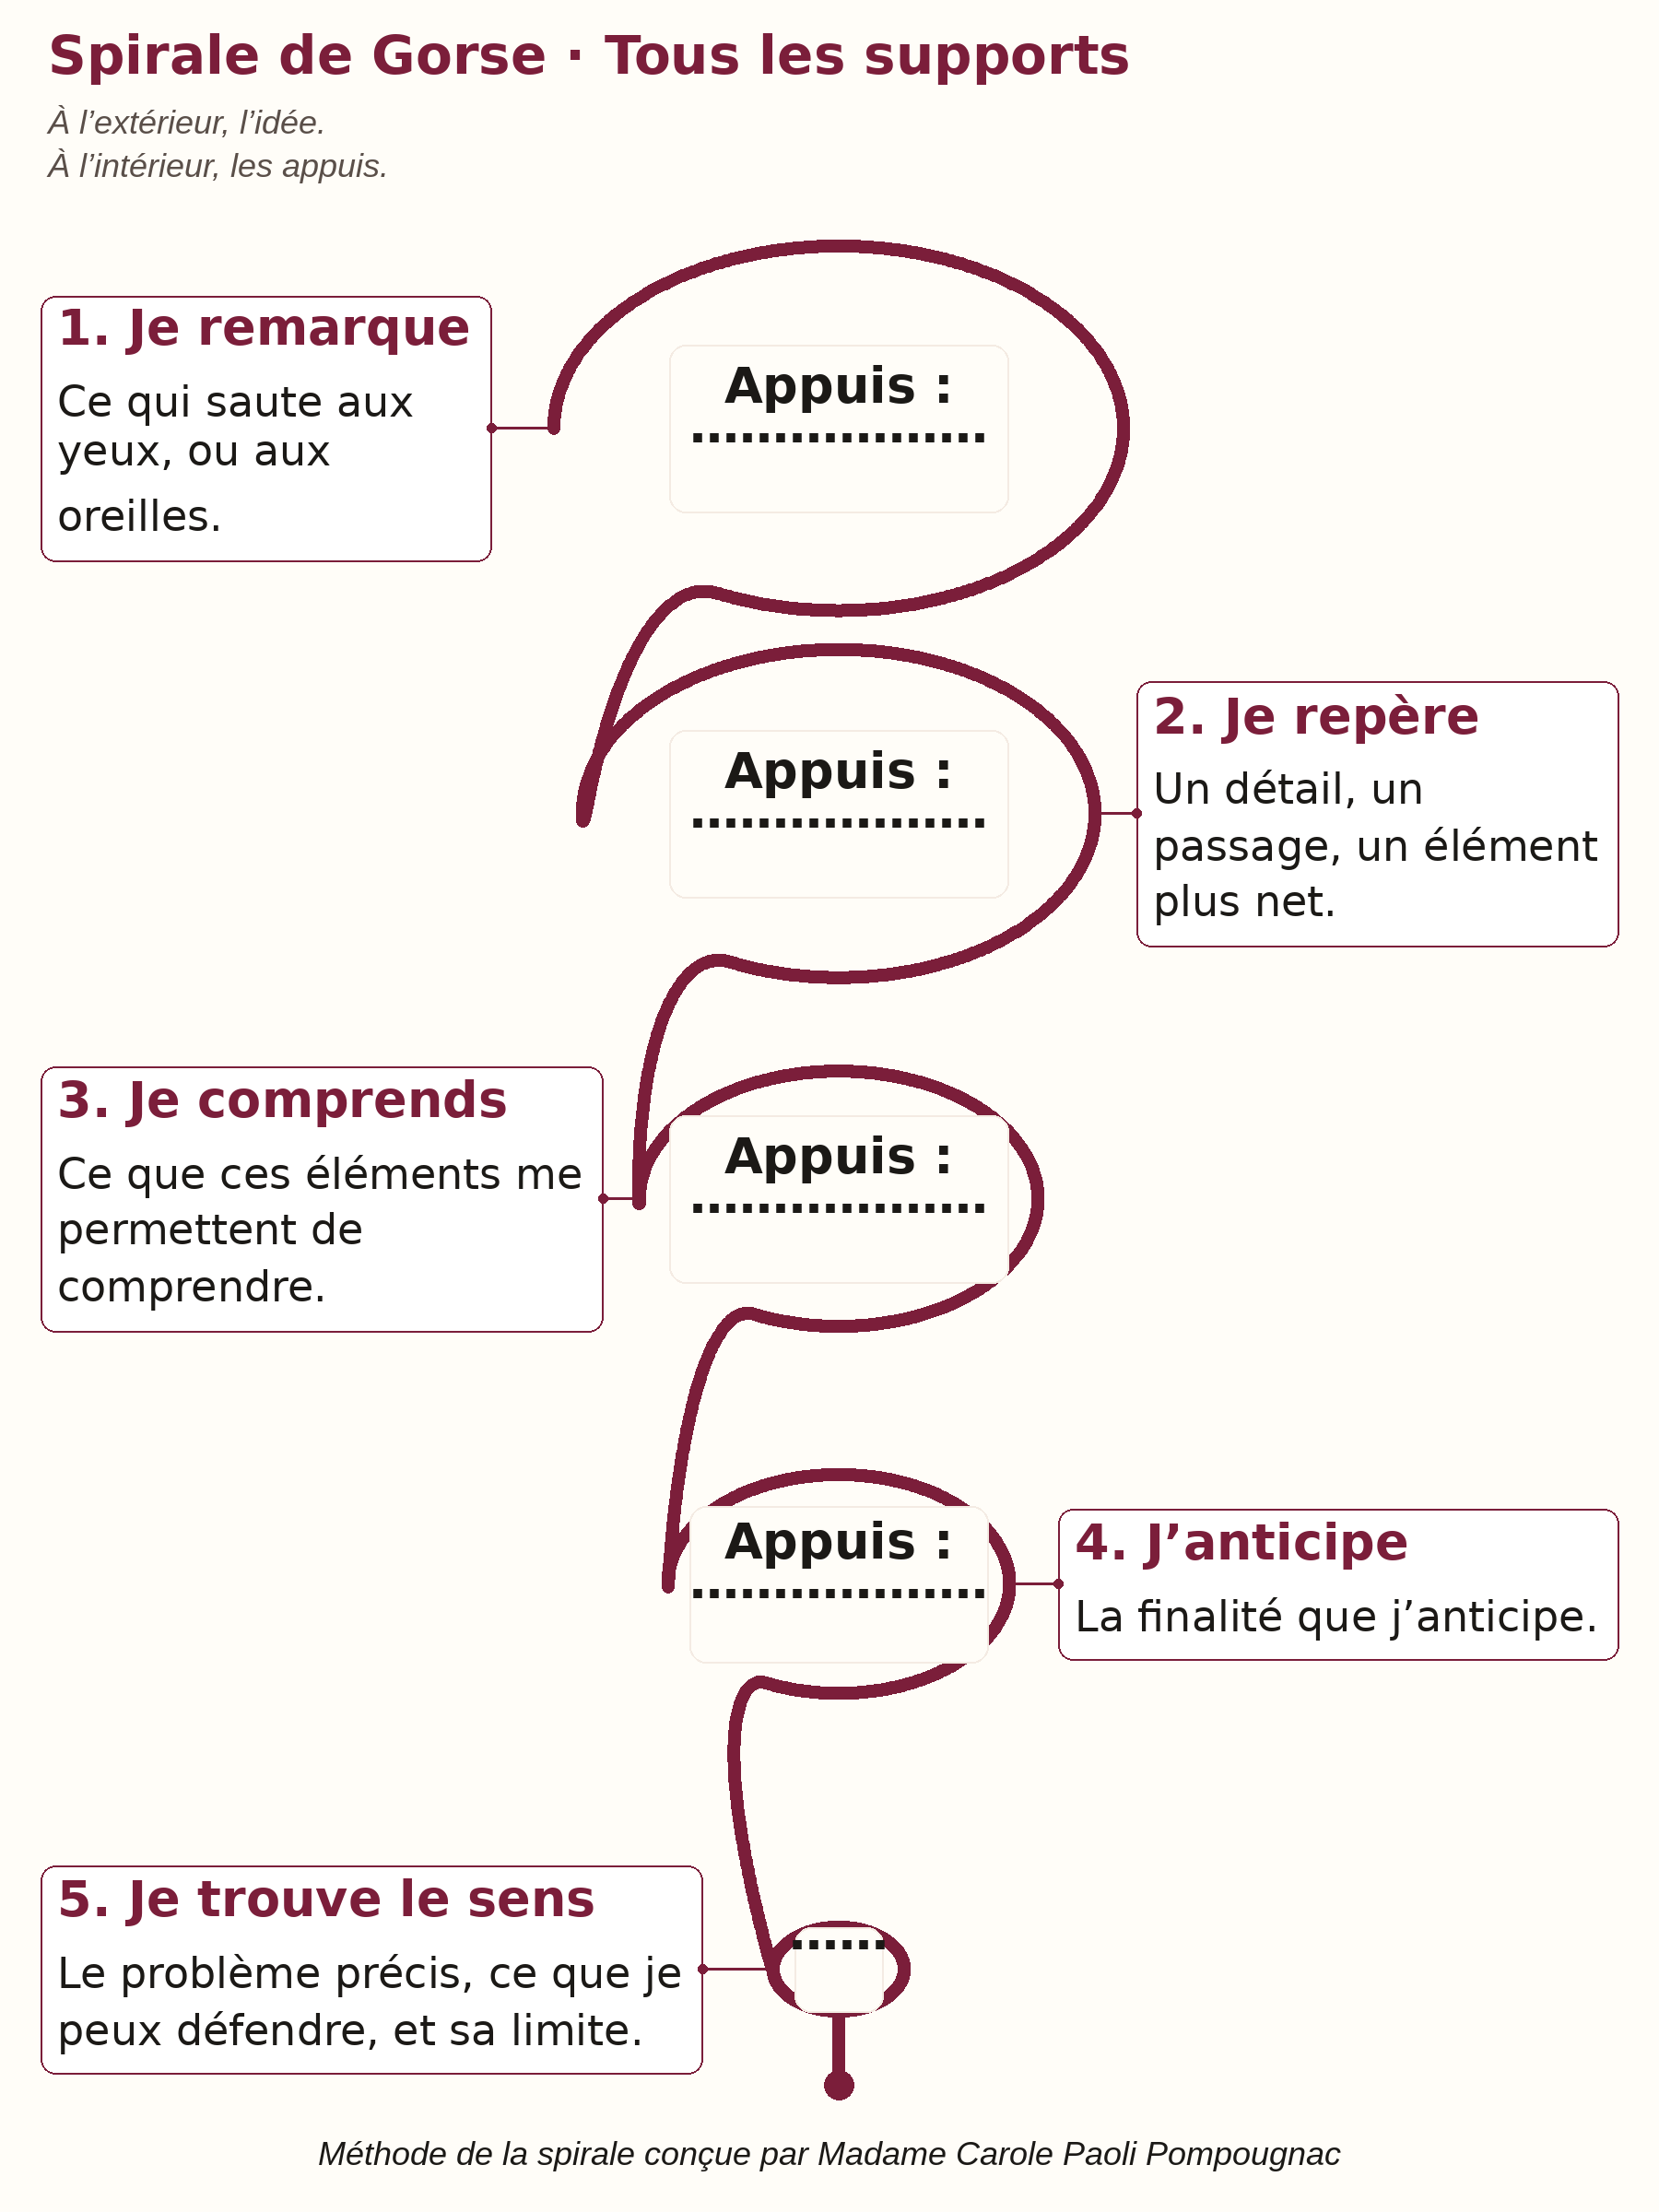 Spirale de Gorse · Tous les supports
À l’extérieur, l’idée.
À l’intérieur, les appuis.
1. Je remarque
Ce qui saute aux
yeux, ou aux
oreilles.
Appuis :
..................
2. Je repère
Un détail, un
passage, un élément
plus net.
Appuis :
..................
3. Je comprends
Ce que ces éléments me
permettent de
comprendre.
Appuis :
..................
4. J’anticipe
La finalité que j’anticipe.
Appuis :
..................
5. Je trouve le sens
Le problème précis, ce que je
peux défendre, et sa limite.
......
Méthode de la spirale conçue par Madame Carole Paoli Pompougnac